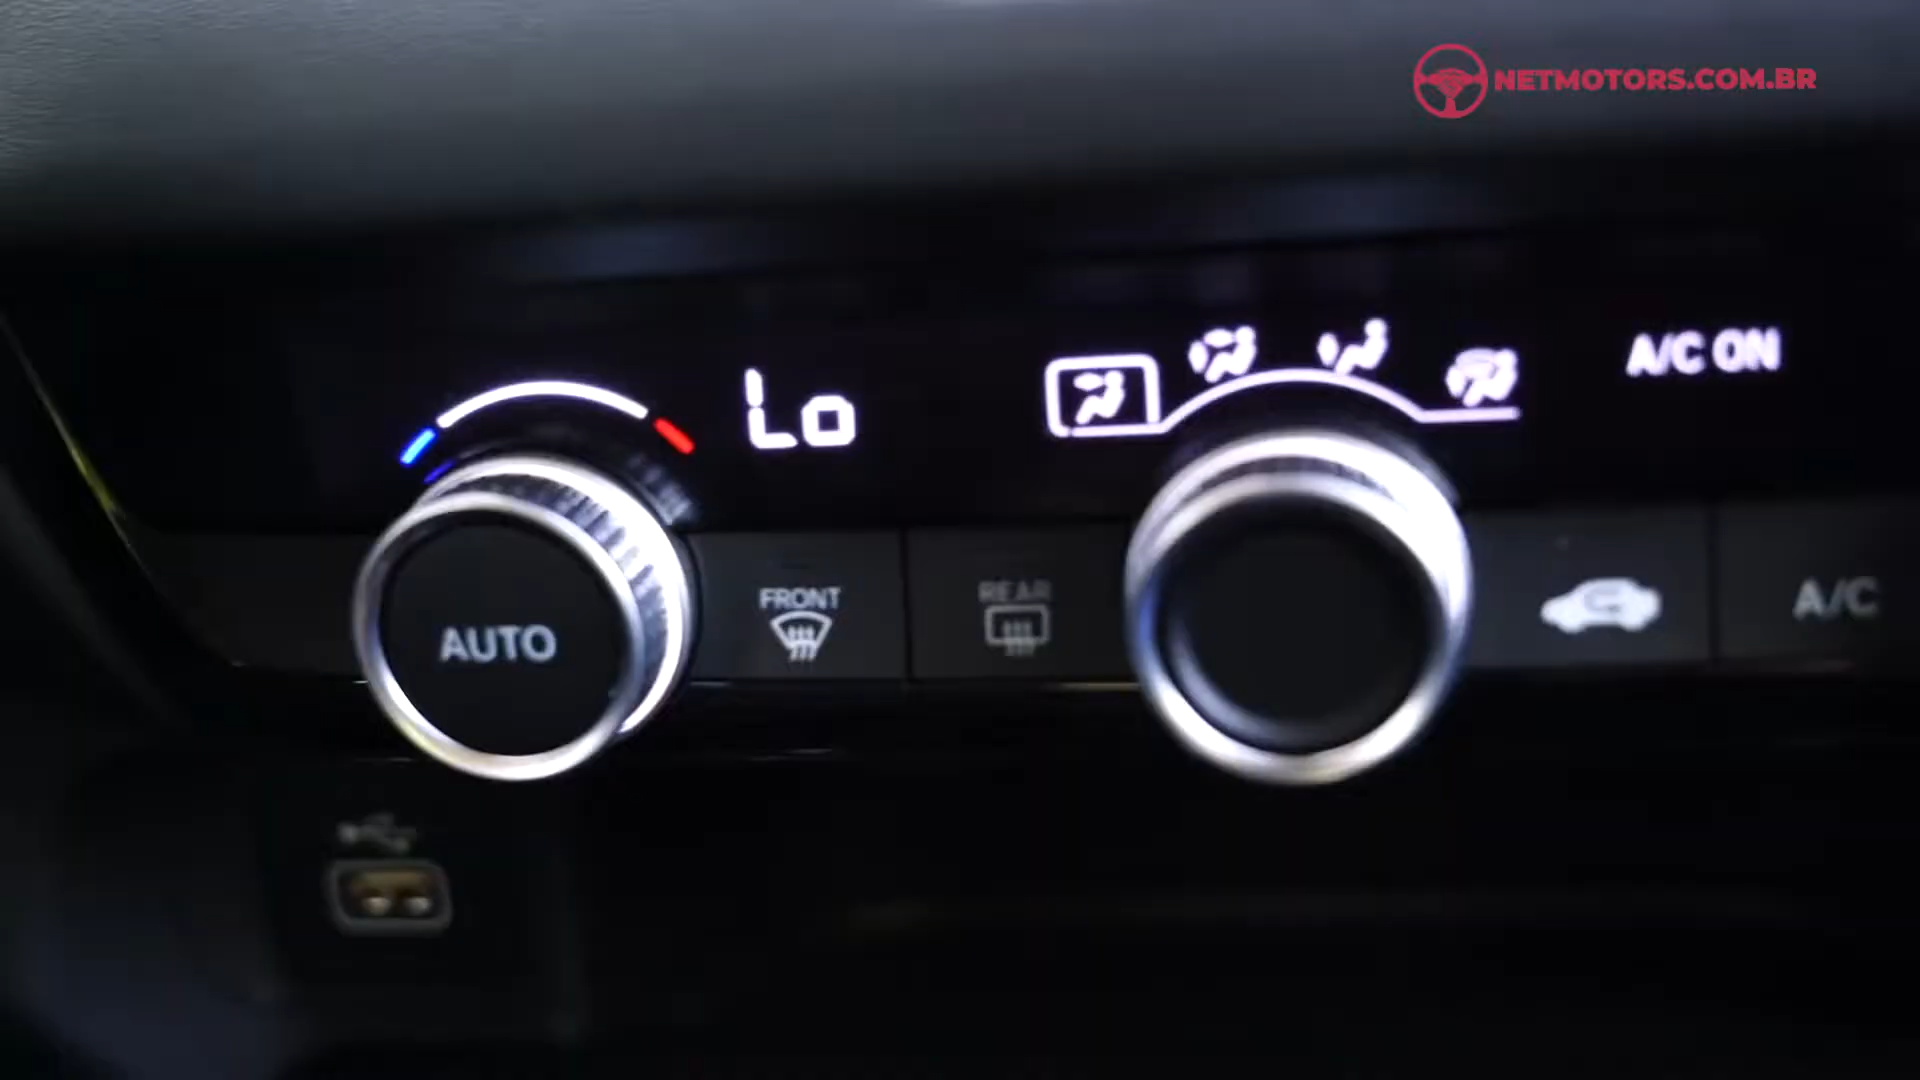 NETMOTORS.COM.BR
Lo
A/C ON
AUTO
FRONT
REAR
A/C